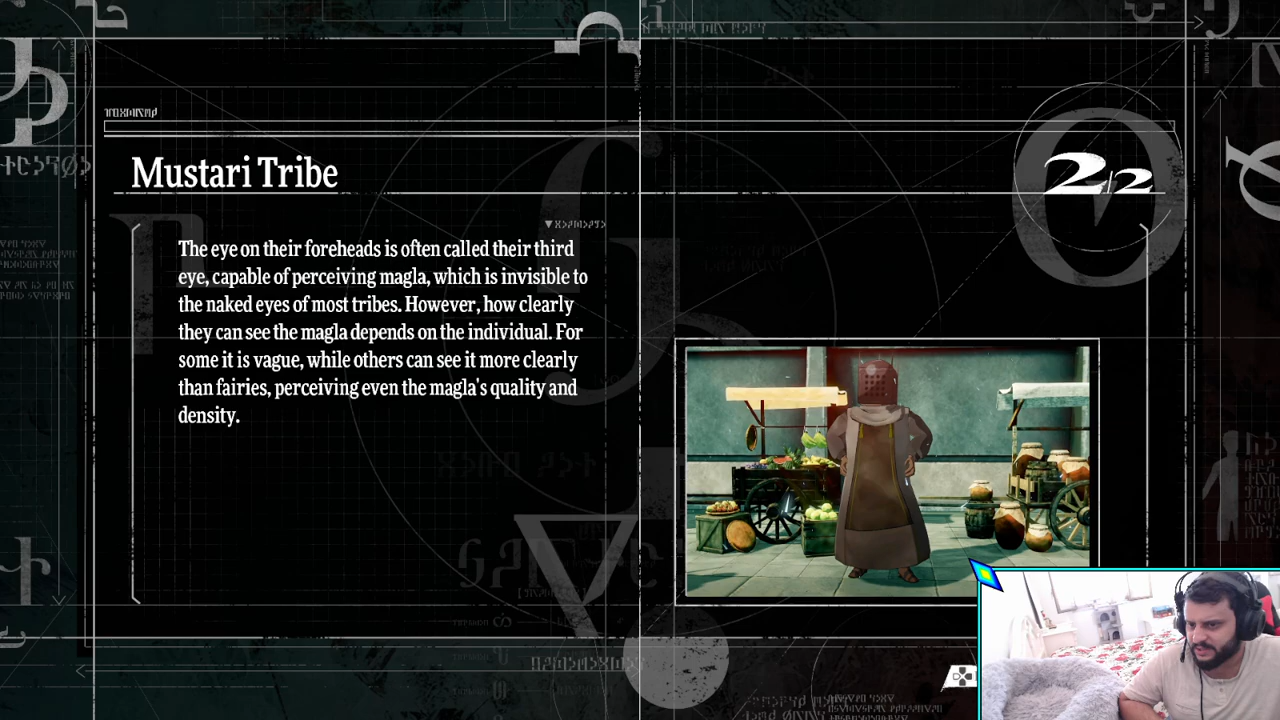 Mustari Tribe
2/2
The eye on their foreheads is often called their third
eye, capable of perceiving magla, which is invisible to
the naked eyes of most tribes. However, how clearly
they can see the magla depends on the individual. For
some it is vague, while others can see it more clearly
than fairies, perceiving even the magla's quality and
density.